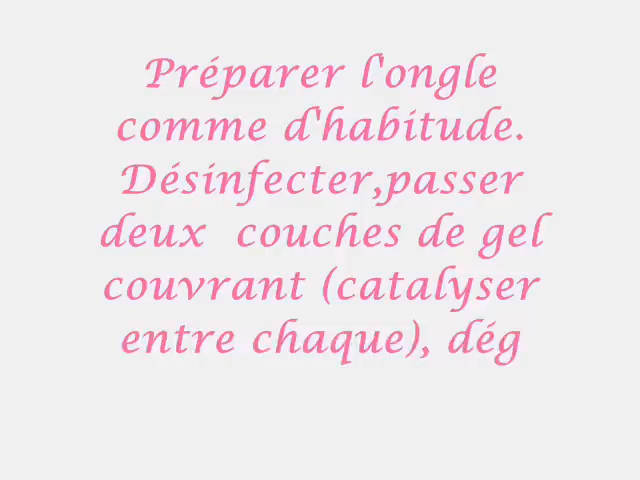 Préparer l'ongle
comme d'habitude.
Désinfecter,passer
deux  couches de gel
couvrant (catalyser
entre chaque), dég